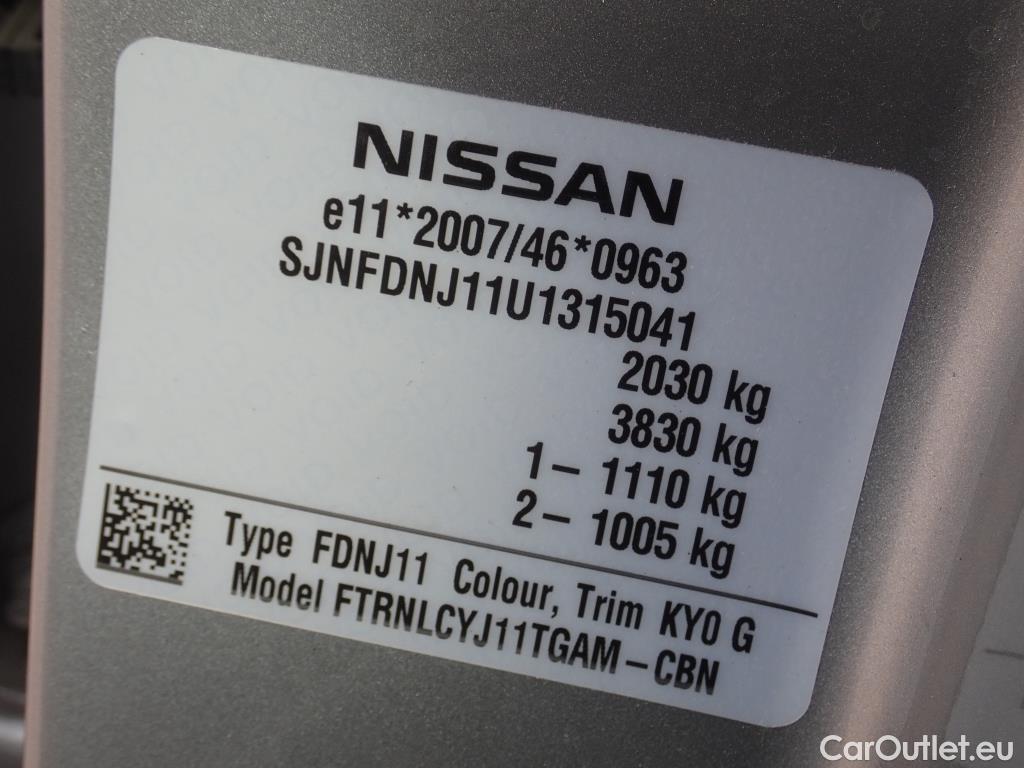 NISSAN
e11*2007/46*0963
SJNFDNJ11U1315041
2030 kg
3830 kg
1– 1110 kg
2– 1005 kg
Type FDNJ11 Colour, Trim KY0 G
Model FTRNLCYJ11TGAM–CBN
CarOutlet.eu